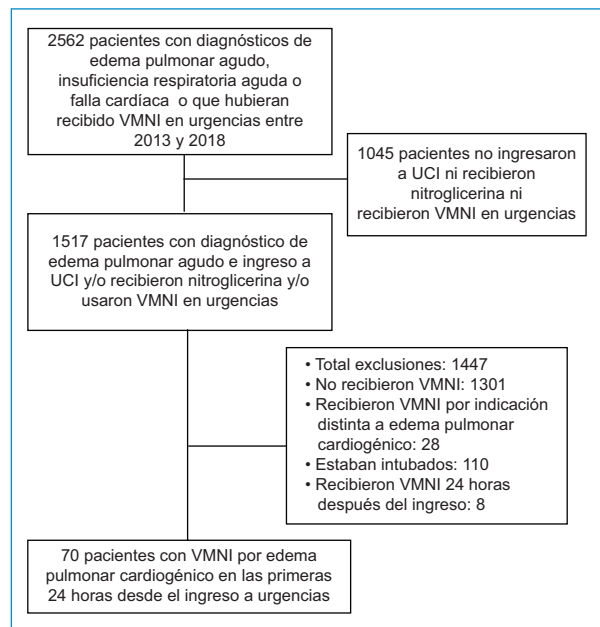 2562 pacientes con diagnósticos de
edema pulmonar agudo,
insuficiencia respiratoria aguda o
falla cardíaca o que hubieran
recibido VMNI en urgencias entre
2013 y 2018
1045 pacientes no ingresaron
a UCI ni recibieron
nitroglicerina ni
recibieron VMNI en urgencias
1517 pacientes con diagnóstico de
edema pulmonar agudo e ingreso a
UCI y/o recibieron nitroglicerina y/o
usaron VMNI en urgencias
• Total exclusiones: 1447
• No recibieron VMNI: 1301
• Recibieron VMNI por indicación
distinta a edema pulmonar
cardiogénico: 28
• Estaban intubados: 110
• Recibieron VMNI 24 horas
después del ingreso: 8
70 pacientes con VMNI por edema
pulmonar cardiogénico en las primeras
24 horas desde el ingreso a urgencias